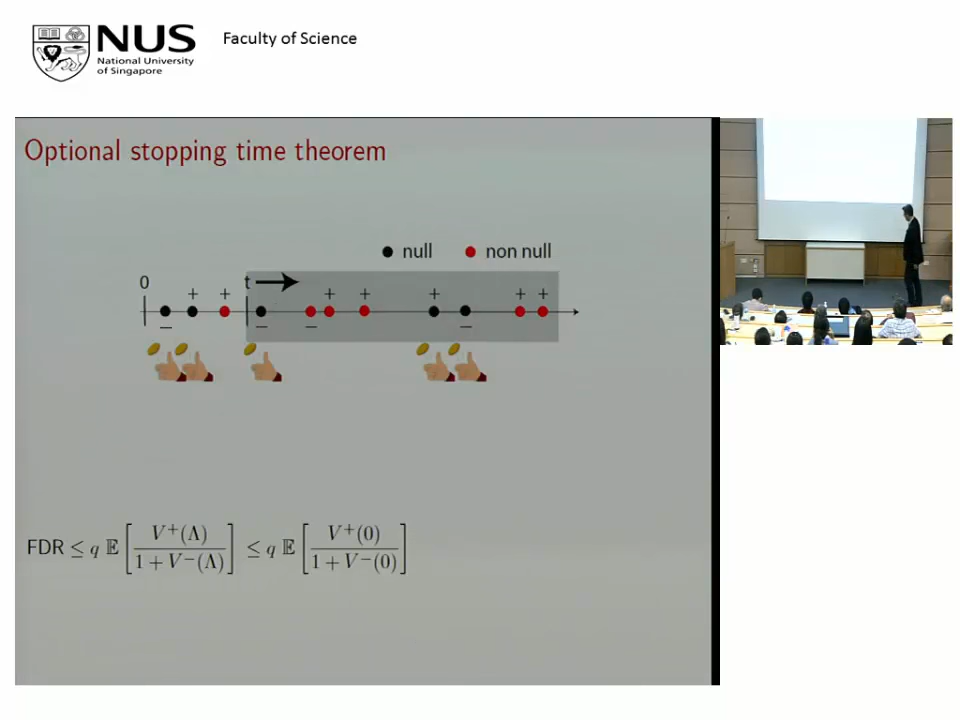 NUS
National University
of Singapore
Faculty of Science
Optional stopping time theorem
null
non null
0
t
+ + + + + + +
– – – –
FDR ≤ q 𝔼 [ V⁺(Λ) / (1 + V⁻(Λ)) ] ≤ q 𝔼 [ V⁺(0) / (1 + V⁻(0)) ]